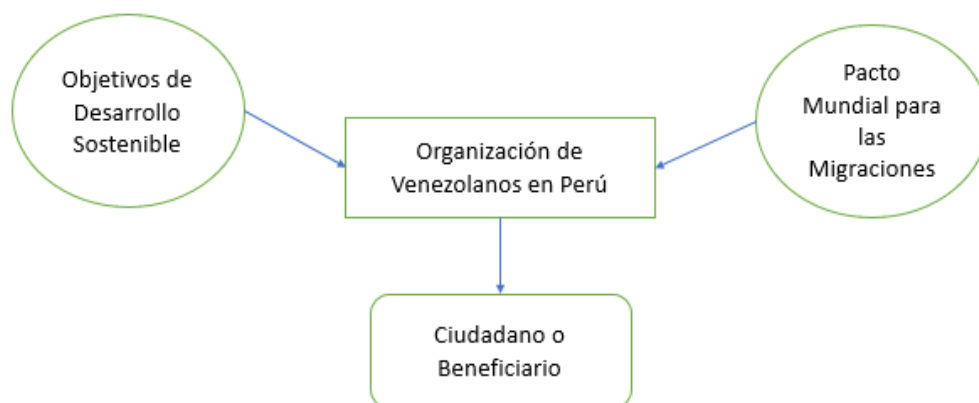 Objetivos de
Desarrollo
Sostenible
Pacto
Mundial para
las
Migraciones
Organización de
Venezolanos en Perú
Ciudadano o
Beneficiario